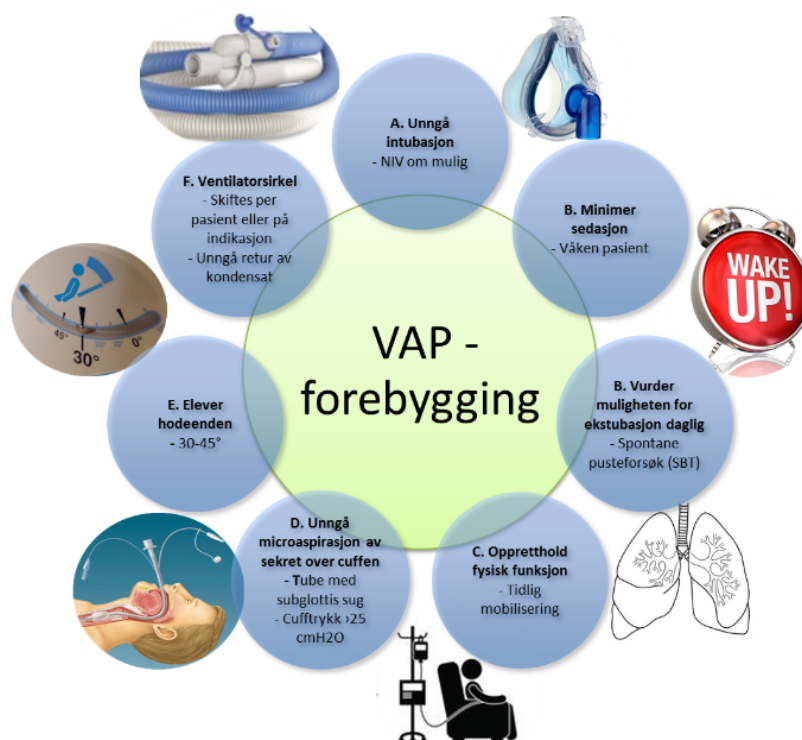 A. Unngå
intubasjon
- NIV om mulig
B. Minimer
sedasjon
- Våken pasient
WAKE
UP!
B. Vurder
muligheten for
ekstubasjon daglig
- Spontane
pusteforsøk (SBT)
C. Oppretthold
fysisk funksjon
- Tidlig
mobilisering
D. Unngå
microaspirasjon av
sekret over cuffen
- Tube med
subglottis sug
- Cufftrykk >25
cmH2O
E. Elever
hodeenden
- 30-45°
45°
30°
0°
F. Ventilatorsirkel
- Skiftes per
pasient eller på
indikasjon
- Unngå retur av
kondensat
VAP -
forebygging